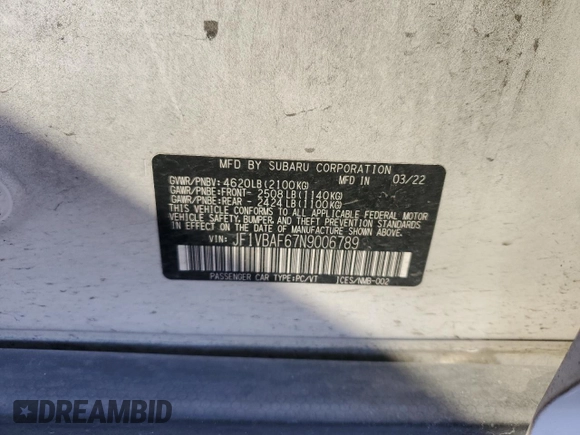 MFD BY SUBARU CORPORATION
GVWR/PNBV: 4620LB(2100KG) MFD IN 03/22
GAWR/PNBE:FRONT- 2508LB(1140KG)
GAWR/PNBE:REAR - 2424LB(1100KG)
THIS VEHICLE CONFORMS TO ALL APPLICABLE FEDERAL MOTOR
VEHICLE SAFETY,BUMPER, AND THEFT PREVENTION STANDARDS
IN EFFECT ON THE DATE OF MANUFACTURE SHOWN ABOVE.
VIN: JF1VBAF67N9006789
PASSENGER CAR TYPE:PC/VT ICES/NMB-002
DREAMBID